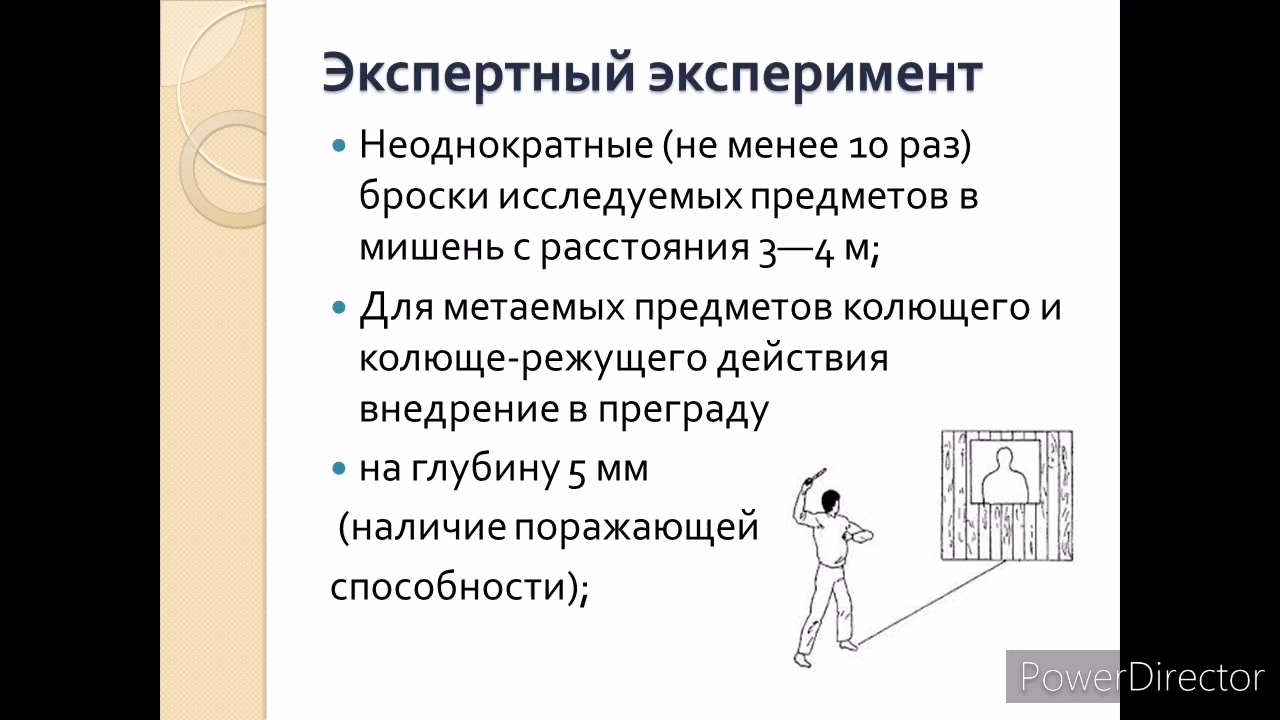 Экспертный эксперимент
• Неоднократные (не менее 10 раз)
броски исследуемых предметов в
мишень с расстояния 3—4 м;
• Для метаемых предметов колющего и
колюще-режущего действия
внедрение в преграду
• на глубину 5 мм
(наличие поражающей
способности);
PowerDirector